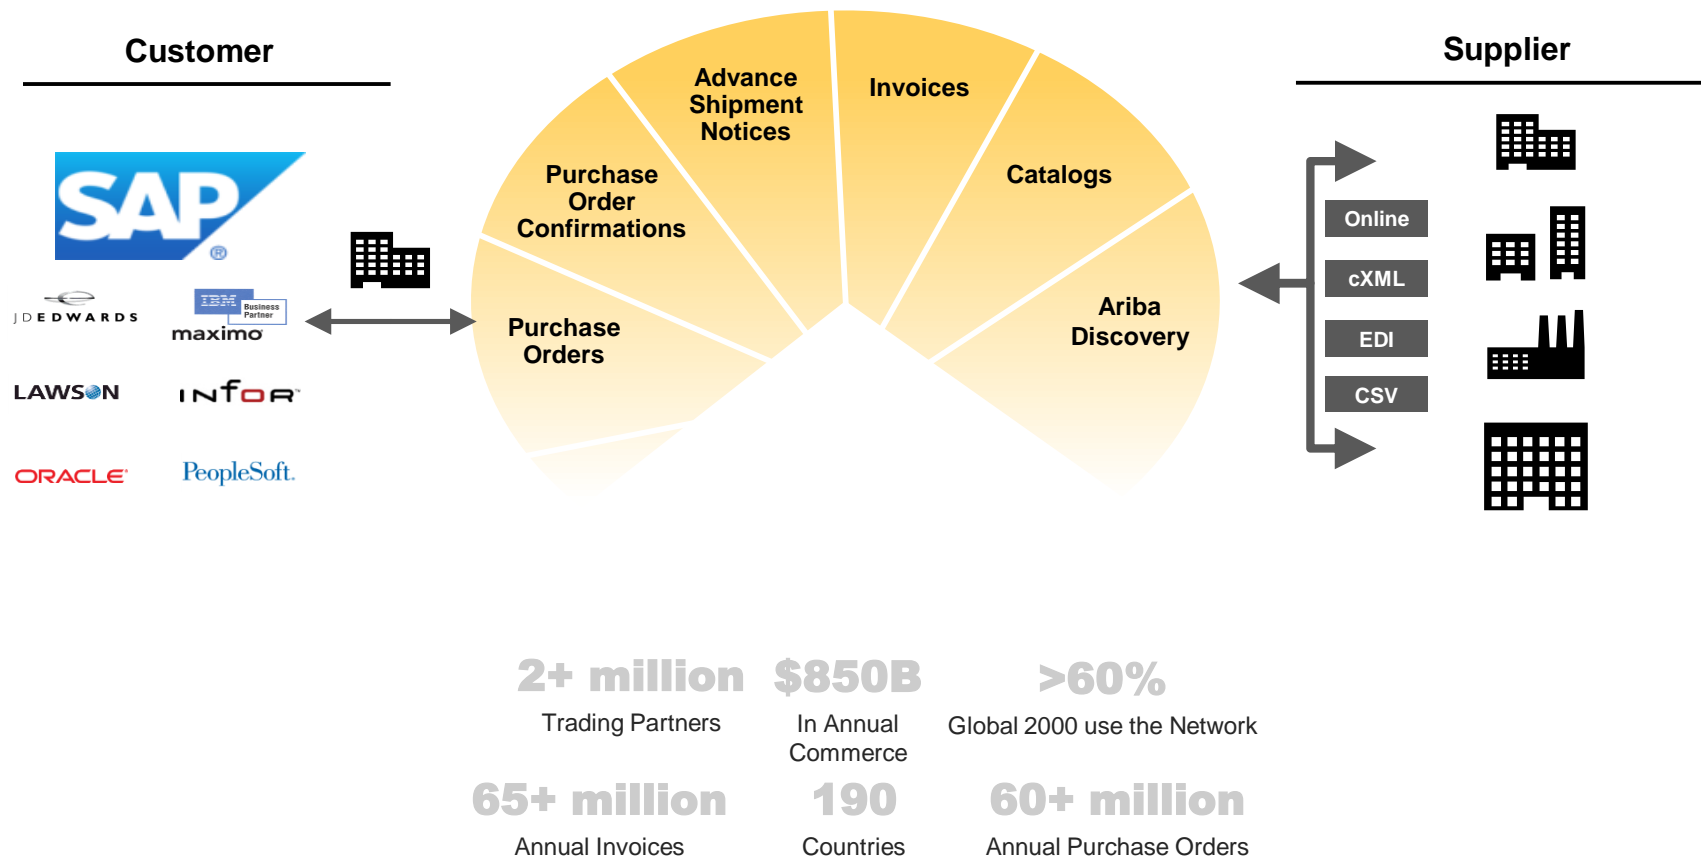 Customer
SAP
®
JDEDWARDS
IBM
Business
Partner
maximo
LAWSON
INFOR™
ORACLE®
PeopleSoft.
Purchase
Orders
Purchase
Order
Confirmations
Advance
Shipment
Notices
Invoices
Catalogs
Ariba
Discovery
Supplier
Online
cXML
EDI
CSV
2+ million
Trading Partners
$850B
In Annual
Commerce
>60%
Global 2000 use the Network
65+ million
Annual Invoices
190
Countries
60+ million
Annual Purchase Orders